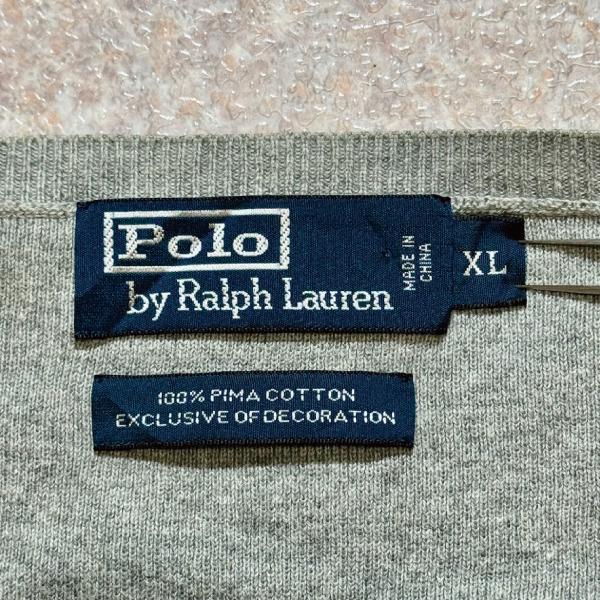 Polo
by Ralph Lauren
MADE IN
CHINA
XL
100% PIMA COTTON
EXCLUSIVE OF DECORATION